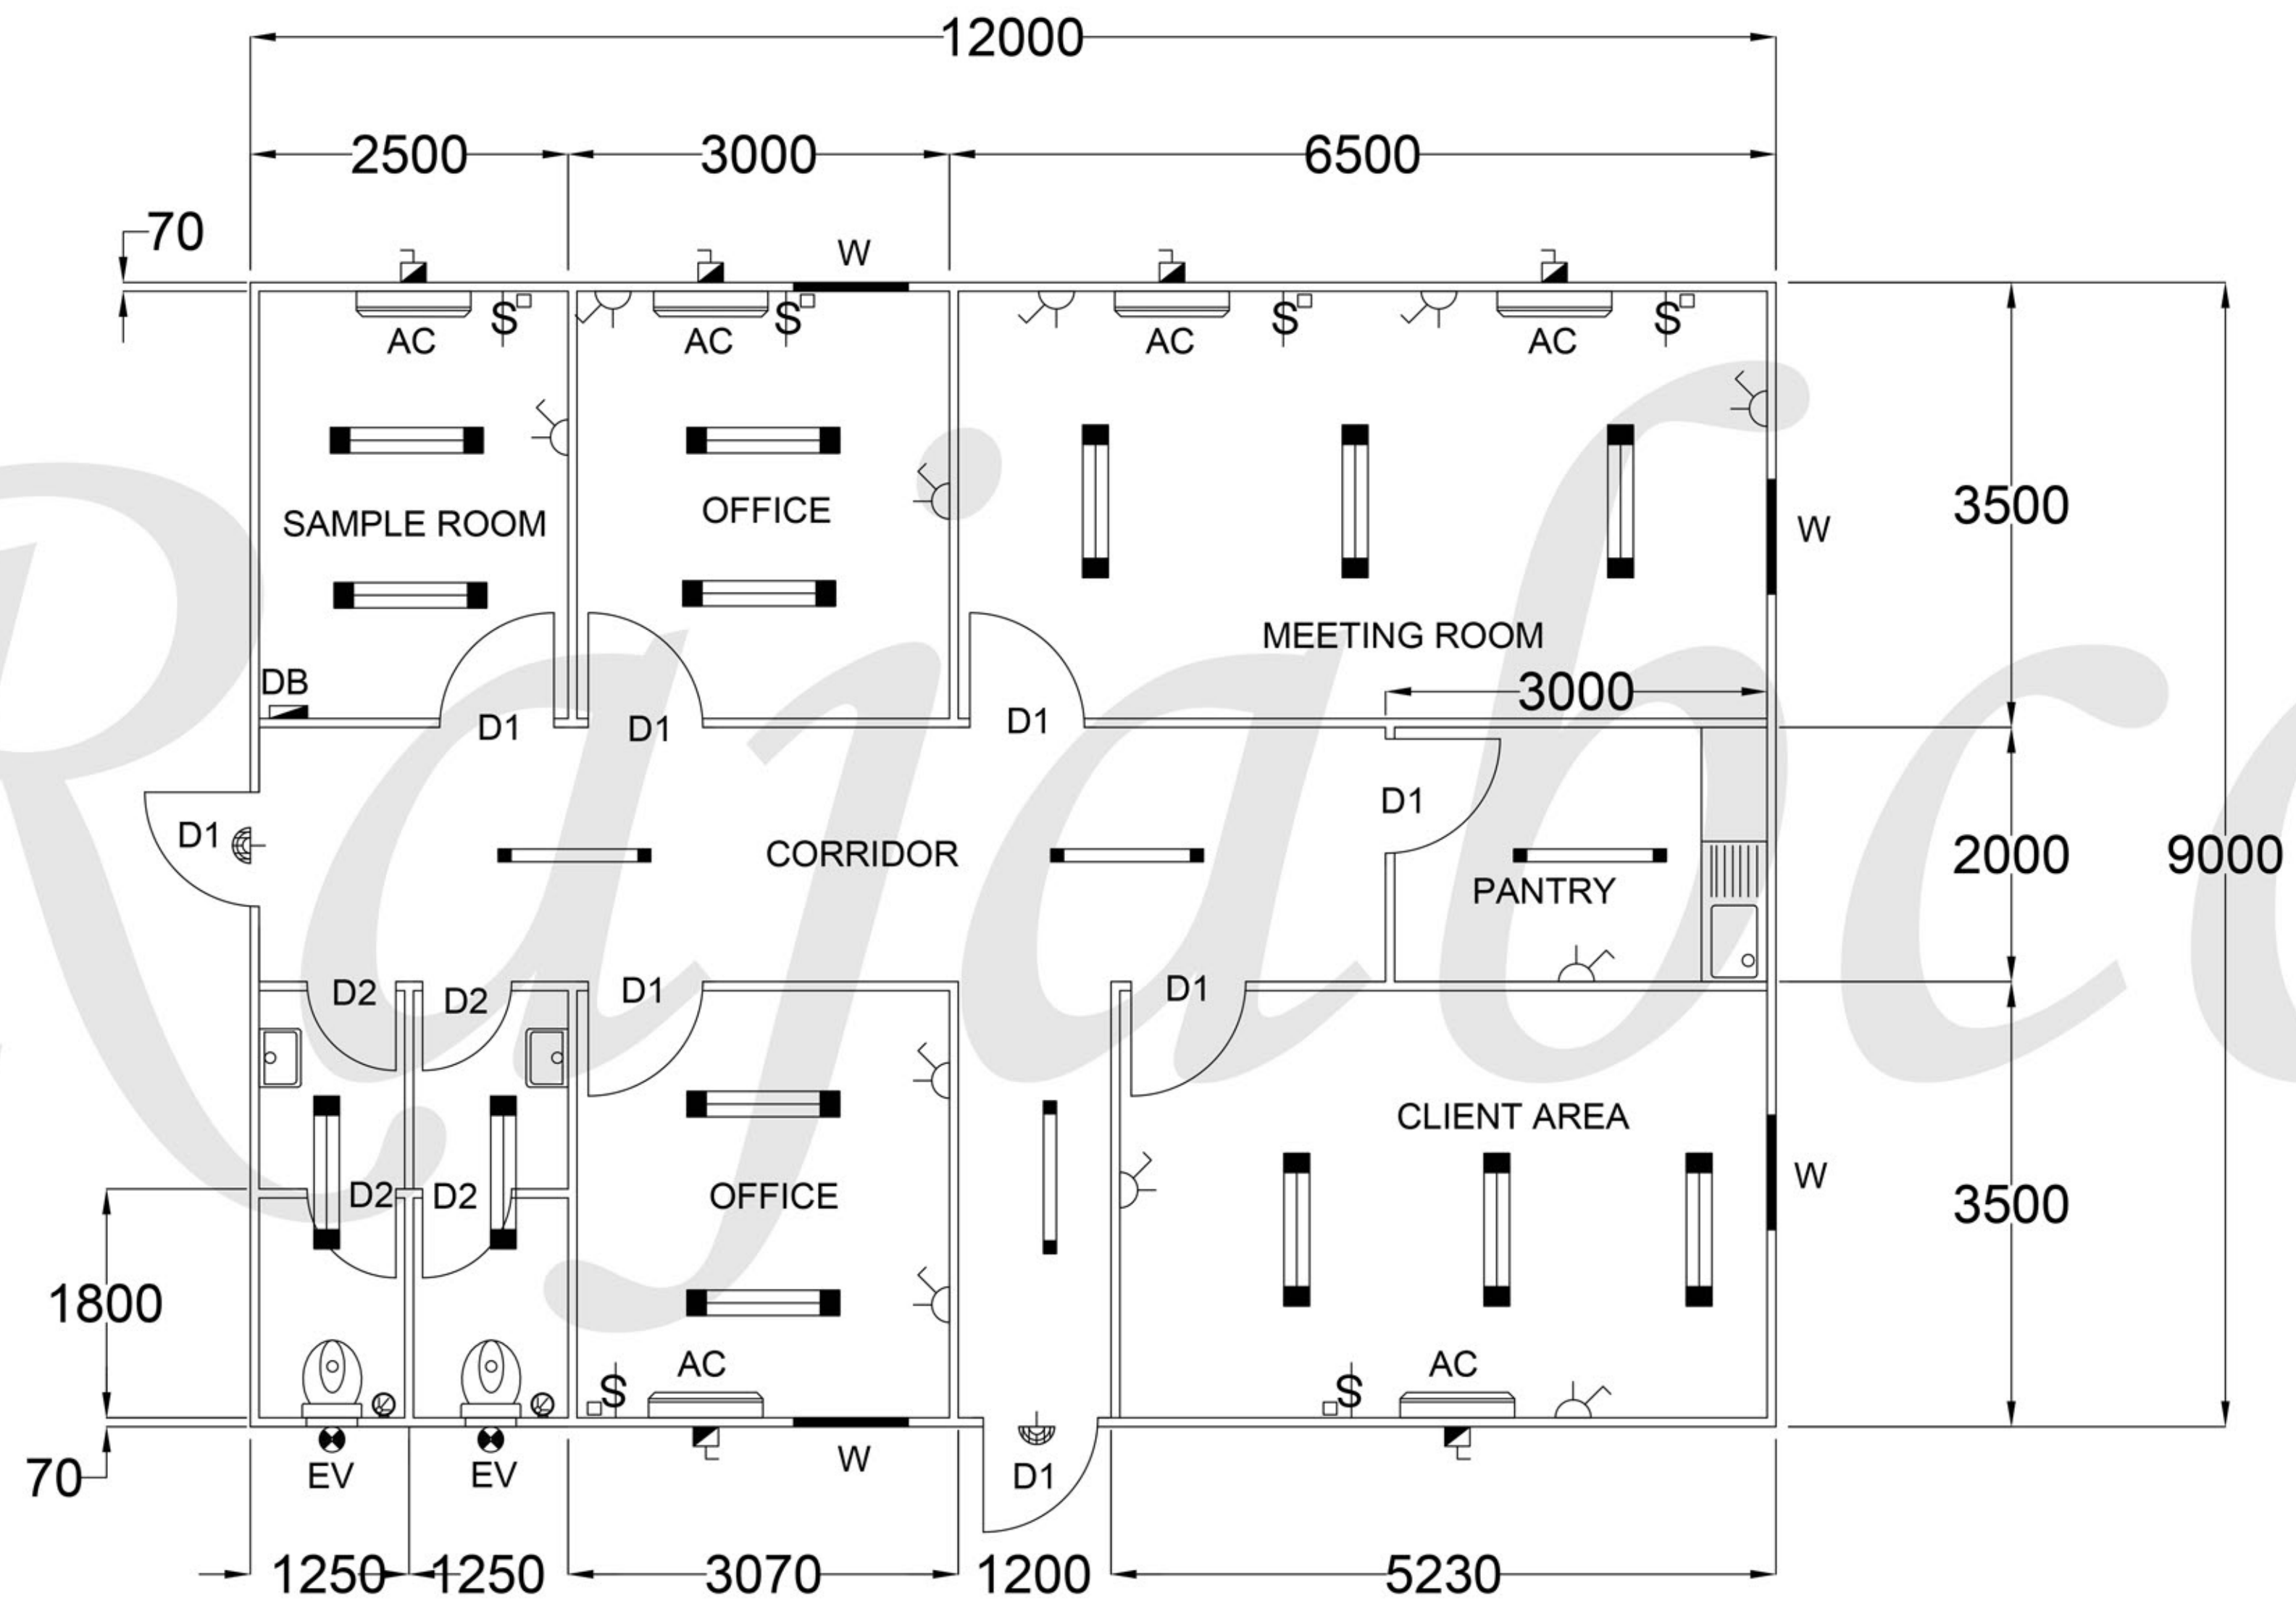 12000
2500 3000 6500
70
W
AC S AC S AC S AC S
SAMPLE ROOM OFFICE 3500
W
MEETING ROOM
DB 3000
D1 D1 D1
D1 D1
CORRIDOR 2000 9000
PANTRY
D2 D2 D1 D1
CLIENT AREA
D2 D2 OFFICE W 3500
1800
S AC S AC
70 EV EV W D1
1250 1250 3070 1200 5230
Rajabco